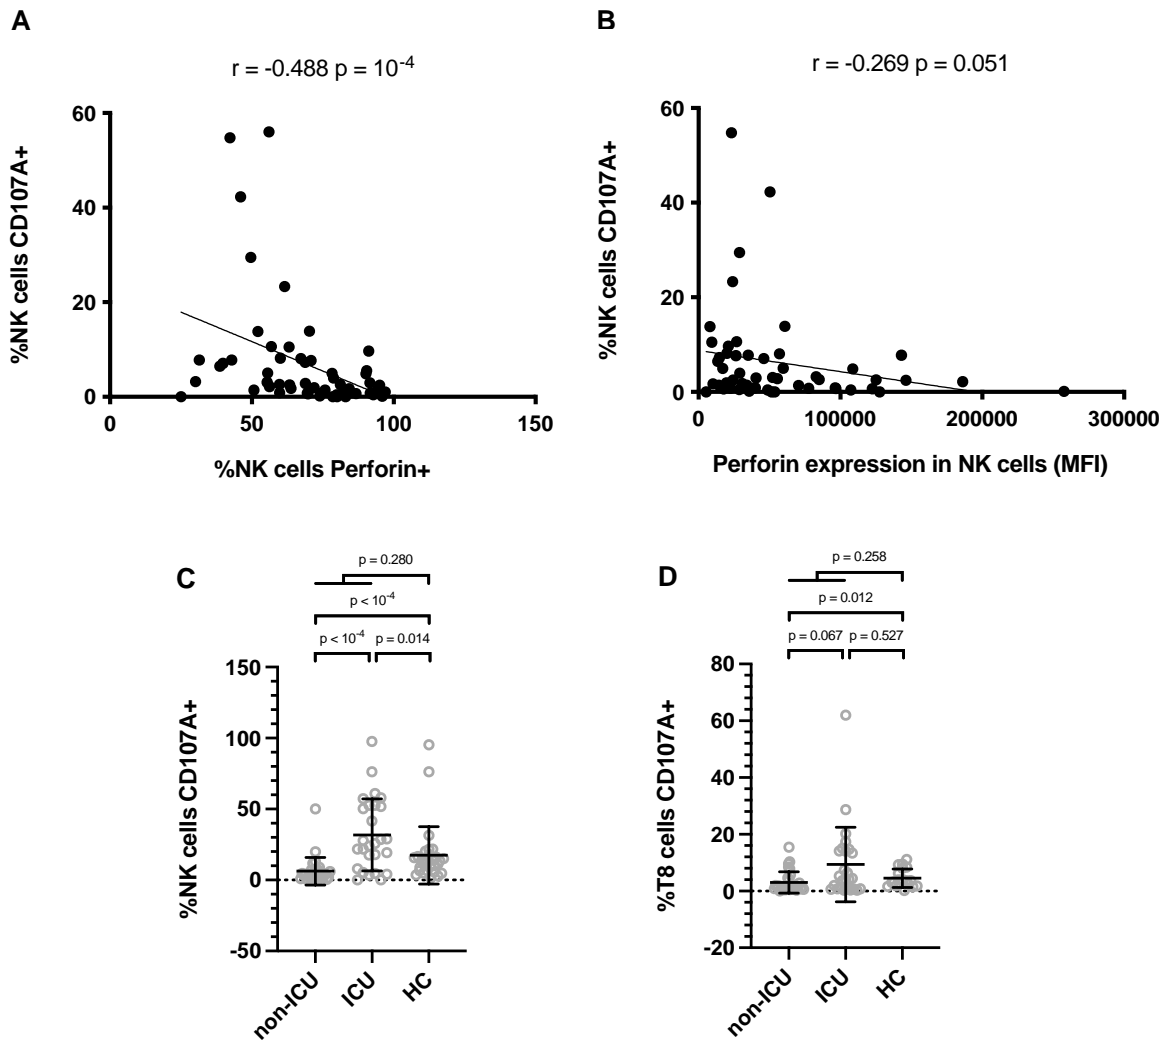 A
B
r = -0.488 p = 10^-4
r = -0.269 p = 0.051
%NK cells CD107A+
60
40
20
0
0
50
100
150
%NK cells Perforin+
%NK cells CD107A+
60
40
20
0
0
100000
200000
300000
Perforin expression in NK cells (MFI)
C
p = 0.280
p < 10^-4
p < 10^-4
p = 0.014
%NK cells CD107A+
150
100
50
0
-50
non-ICU
ICU
HC
D
p = 0.258
p = 0.012
p = 0.067
p = 0.527
%T8 cells CD107A+
80
60
40
20
0
-20
non-ICU
ICU
HC